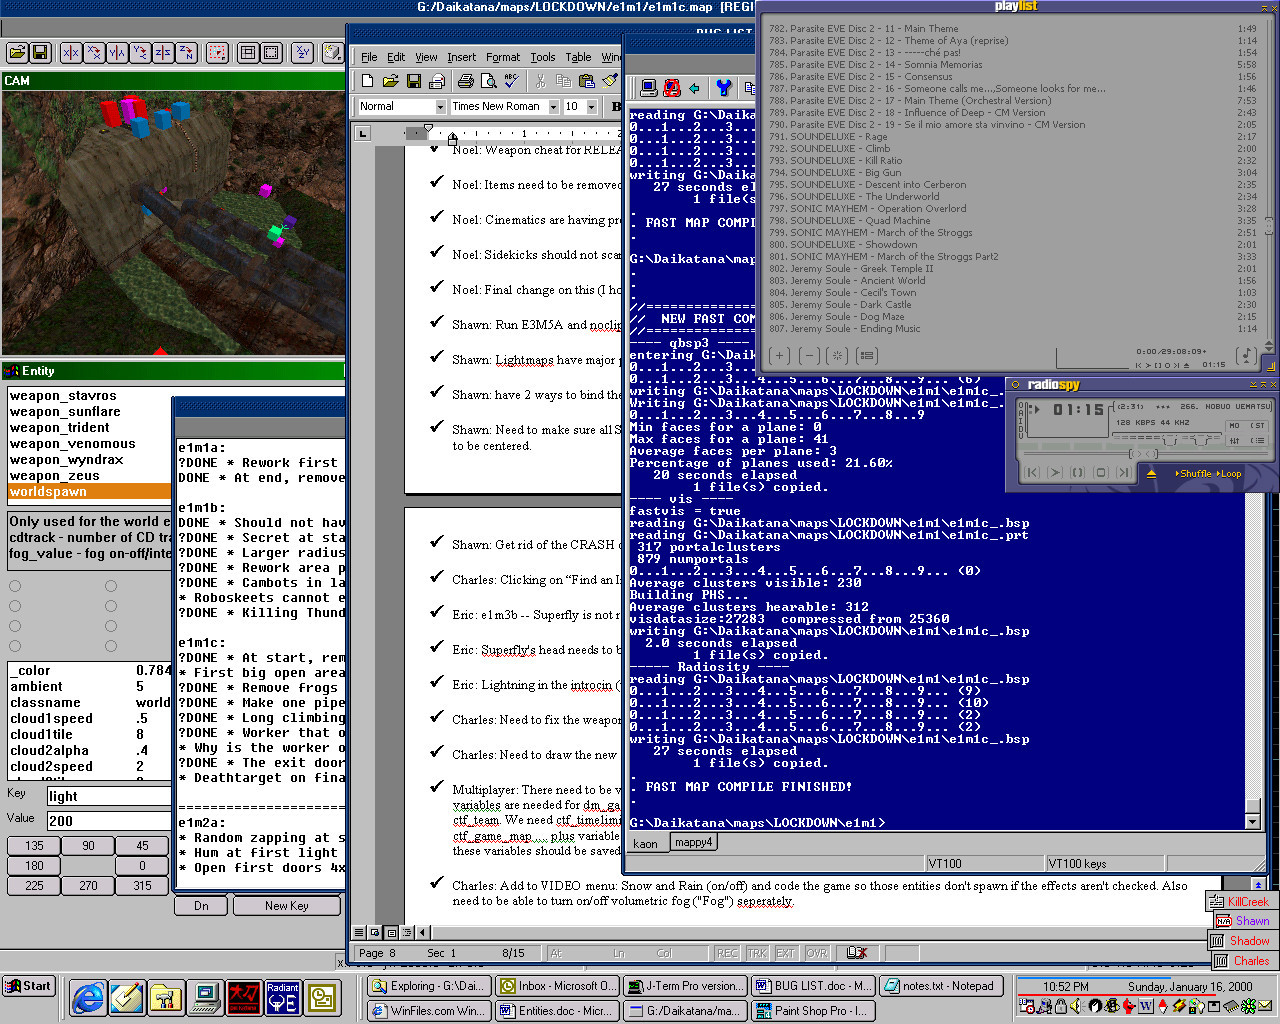 G:/Daikatana/maps/LOCKDOWN/e1m1/e1m1c.map [REGI
CAM
Entity
weapon_stavros
weapon_sunflare
weapon_trident
weapon_venomous
weapon_wyndrax
weapon_zeus
worldspawn
Only used for the world e
cdtrack - number of CD tra
fog_value - fog on-off/inte
_color 0.784
ambient 5
classname world
cloud1speed .5
cloud1tile 8
cloud2alpha .4
cloud2speed 2
Key light
Value 200
135 90 45
180 0
225 270 315
Dn New Key
e1m1a:
?DONE * Rework first
DONE * At end, remove
e1m1b:
DONE * Should not hav
?DONE * Secret at sta
?DONE * Larger radius
?DONE * Rework area p
?DONE * Cambots in la
* Roboskeets cannot e
?DONE * Killing Thund
e1m1c:
?DONE * At start, rem
* First big open area
?DONE * Remove frogs
?DONE * Make one pipe
?DONE * Long climbing
?DONE * Worker that o
* Why is the worker o
?DONE * The exit door
* Deathtarget on fina
e1m2a:
* Random zapping at s
* Hum at first light
* Open first doors 4x
BUG LIST
File Edit View Insert Format Tools Table Win
Normal Times New Roman 10 B
Noel: Weapon cheat for RELEA
Noel: Items need to be removed
Noel: Cinematics are having pro
Noel: Sidekicks should not scar
Noel: Final change on this (I ho
Shawn: Run E3M5A and noclip
Shawn: Lightmaps have major p
Shawn: have 2 ways to bind the
Shawn: Need to make sure all S
to be centered.
Shawn: Get rid of the CRASH c
Charles: Clicking on “Find an In
Eric: e1m3b -- Superfly is not r
Eric: Superfly's head needs to b
Eric: Lightning in the introcin (
Charles: Need to fix the weapon
Charles: Need to draw the new
Multiplayer: There need to be v
variables are needed for dm_ga
ctf_team. We need ctf_timelimi
ctf_game_map ... plus variable
these variables should be saved
Charles: Add to VIDEO menu: Snow and Rain (on/off) and code the game so those entities don't spawn if the effects aren't checked. Also
need to be able to turn on/off volumetric fog ("Fog") seperately.
Page 8 Sec 1 8/15 At Ln Col REC TRK EXT OVR
reading G:\Daikata
0...1...2...3...
0...1...2...3...
0...1...2...3...
0...1...2...3...
writing G:\Daikata
27 seconds el
1 file(s)
.
. FAST MAP COMPI
.
G:\Daikatana\maps\
.
.
//================
// NEW FAST COM
//================
---- qbsp3 ----
entering G:\Daik
0...1...2...3...4...5...6...7...8...9... (6)
writing G:\Daikatana\maps\LOCKDOWN\e1m1\e1m1c_.
Writing G:\Daikatana\maps\LOCKDOWN\e1m1\e1m1c_.
0...1...2...3...4...5...6...7...8...9
Min faces for a plane: 0
Max faces for a plane: 41
Average faces per plane: 3
Percentage of planes used: 21.60%
20 seconds elapsed
1 file(s) copied.
---- vis ----
fastvis = true
reading G:\Daikatana\maps\LOCKDOWN\e1m1\e1m1c_.bsp
reading G:\Daikatana\maps\LOCKDOWN\e1m1\e1m1c_.prt
317 portalclusters
879 numportals
0...1...2...3...4...5...6...7...8...9... (0)
Average clusters visible: 230
Building PHS...
Average clusters hearable: 312
visdatasize:27283 compressed from 25360
writing G:\Daikatana\maps\LOCKDOWN\e1m1\e1m1c_.bsp
2.0 seconds elapsed
1 file(s) copied.
----- Radiosity ----
reading G:\Daikatana\maps\LOCKDOWN\e1m1\e1m1c_.bsp
0...1...2...3...4...5...6...7...8...9... (9)
0...1...2...3...4...5...6...7...8...9... (10)
0...1...2...3...4...5...6...7...8...9... (2)
0...1...2...3...4...5...6...7...8...9... (2)
writing G:\Daikatana\maps\LOCKDOWN\e1m1\e1m1c_.bsp
27 seconds elapsed
1 file(s) copied.
.
. FAST MAP COMPILE FINISHED!
.
G:\Daikatana\maps\LOCKDOWN\e1m1>
kaon mappy4
VT100 VT100 keys
playlist
782. Parasite EVE Disc 2 - 11 - Main Theme 1:49
783. Parasite EVE Disc 2 - 12 - Theme of Aya (reprise) 1:14
784. Parasite EVE Disc 2 - 13 - -----ché pas! 1:54
785. Parasite EVE Disc 2 - 14 - Somnia Memorias 5:58
786. Parasite EVE Disc 2 - 15 - Consensus 1:56
787. Parasite EVE Disc 2 - 16 - Someone calls me...,Someone looks for me... 1:46
788. Parasite EVE Disc 2 - 17 - Main Theme (Orchestral Version) 7:53
789. Parasite EVE Disc 2 - 18 - Influence of Deep - CM Version 2:43
790. Parasite EVE Disc 2 - 19 - Se il mio amore sta vinvino - CM Version 2:05
791. SOUNDELUXE - Rage 2:17
792. SOUNDELUXE - Climb 2:00
793. SOUNDELUXE - Kill Ratio 2:32
794. SOUNDELUXE - Big Gun 3:04
795. SOUNDELUXE - Descent into Cerberon 2:35
796. SOUNDELUXE - The Underworld 2:34
797. SONIC MAYHEM - Operation Overlord 3:28
798. SOUNDELUXE - Quad Machine 3:35
799. SONIC MAYHEM - March of the Stroggs 2:51
800. SOUNDELUXE - Showdown 2:01
801. SONIC MAYHEM - March of the Stroggs Part2 3:33
802. Jeremy Soule - Greek Temple II 2:01
803. Jeremy Soule - Ancient World 1:56
804. Jeremy Soule - Cecil's Town 1:03
805. Jeremy Soule - Dark Castle 2:30
806. Jeremy Soule - Dog Maze 2:15
807. Jeremy Soule - Ending Music 1:14
0:00/29:08:09+
01:15
radiospy
01:15 (2:31) *** 266. NOBUO UEMATSU
128 KBPS 44 KHZ MO ST
Shuffle Loop
KillCreek
Shawn
Shadow
Charles
Start
Radiant
Exploring - G:\Dai...
Inbox - Microsoft O...
J-Term Pro version...
BUG LIST.doc - M...
notes.txt - Notepad
WinFiles.com Win...
Entities.doc - Micr...
G:/Daikatana/ma...
Paint Shop Pro - I...
10:52 PM Sunday, January 16, 2000